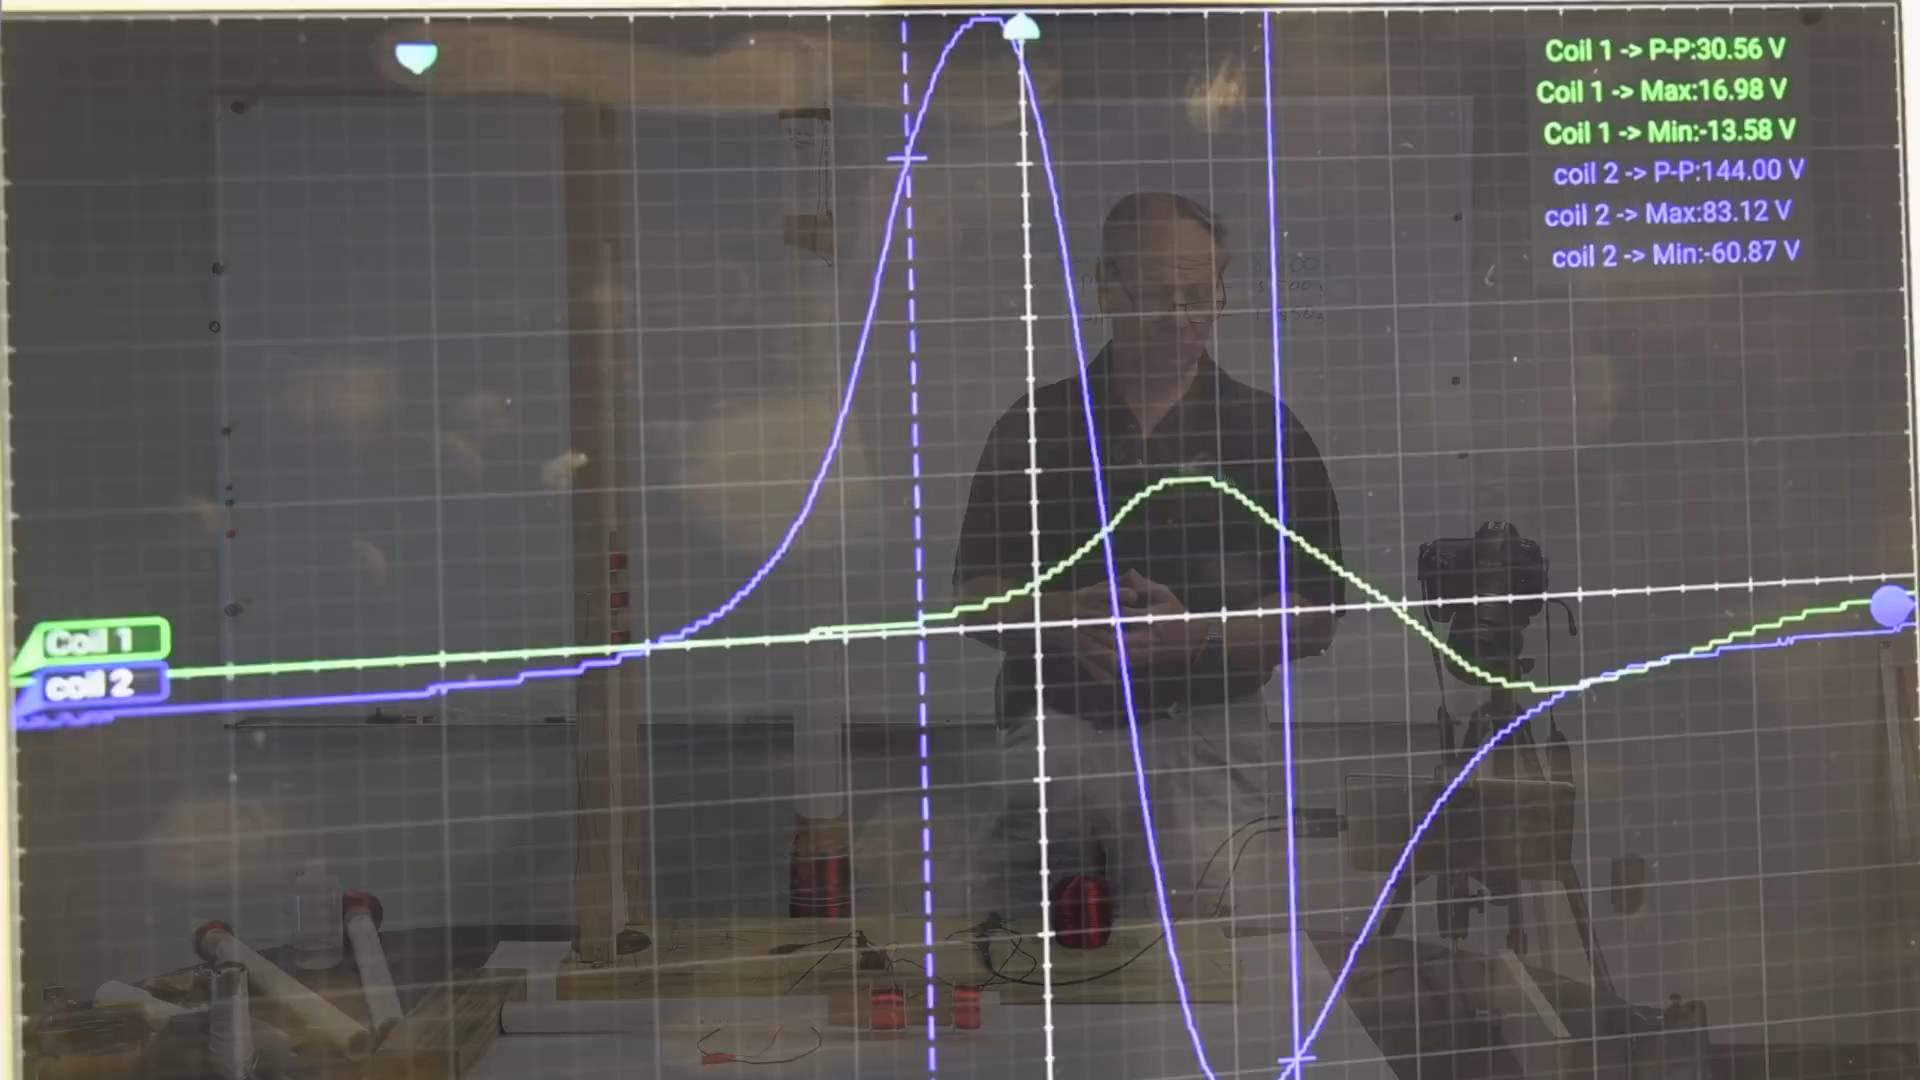 Coil 1 -> P-P:30.56 V
Coil 1 -> Max:16.98 V
Coil 1 -> Min:-13.58 V
coil 2 -> P-P:144.00 V
coil 2 -> Max:83.12 V
coil 2 -> Min:-60.87 V
Coil 1
coil 2